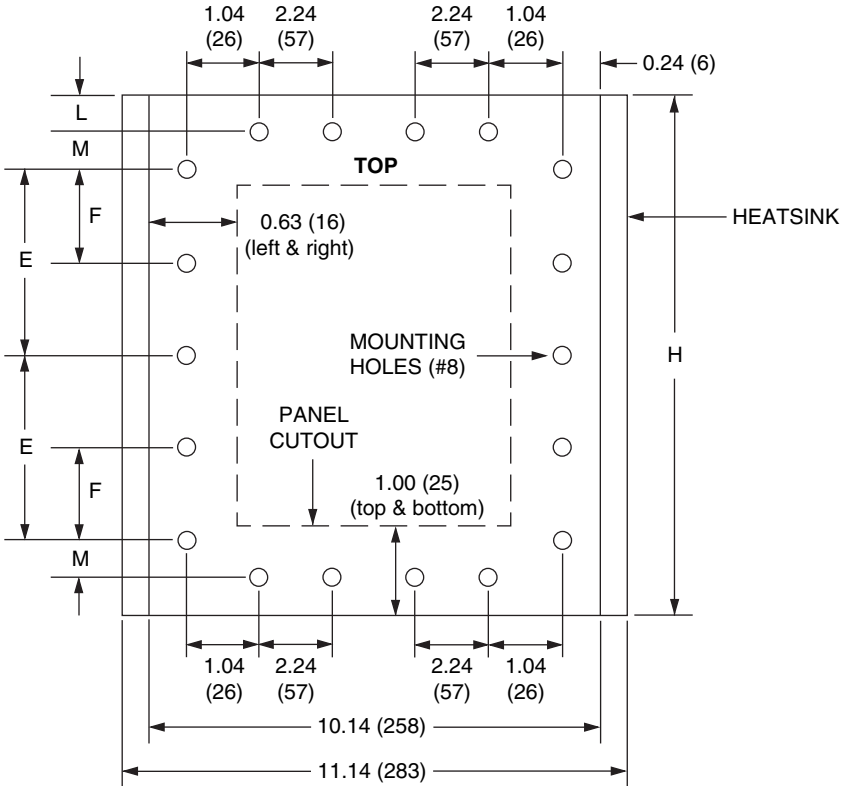 1.04
(26)
2.24
(57)
2.24
(57)
1.04
(26)
0.24 (6)
L
M
TOP
F
0.63 (16)
(left & right)
HEATSINK
E
MOUNTING
HOLES (#8)
H
PANEL
CUTOUT
E
1.00 (25)
(top & bottom)
F
M
1.04
(26)
2.24
(57)
2.24
(57)
1.04
(26)
10.14 (258)
11.14 (283)